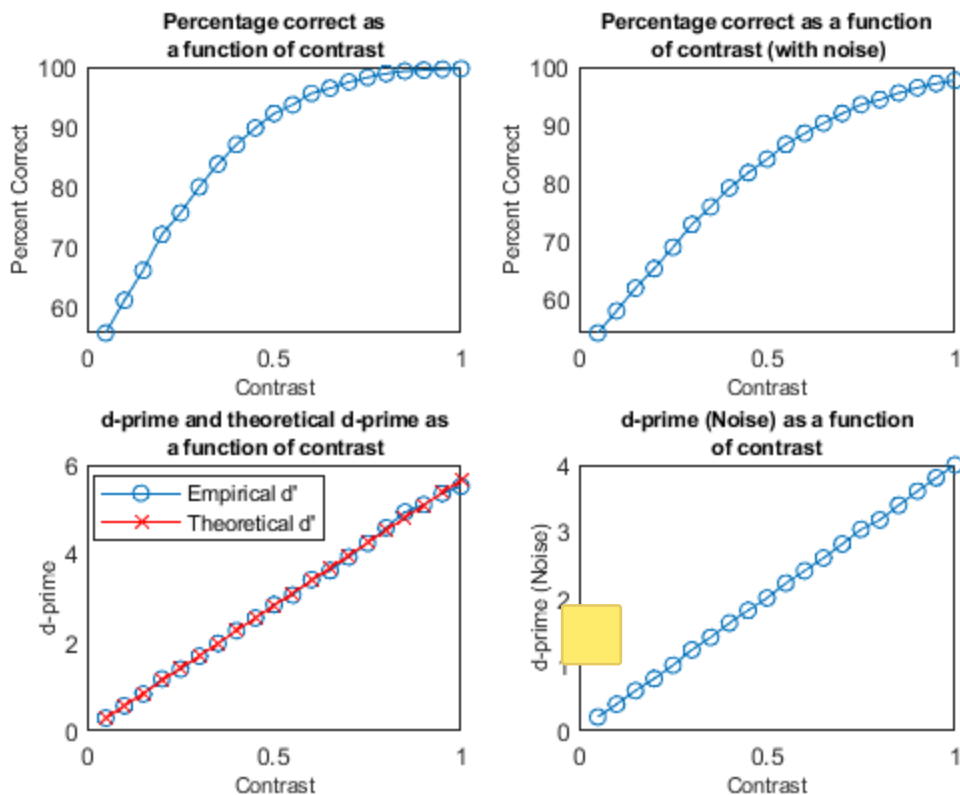 Percentage correct as
a function of contrast
100
90
80
70
60
Percent Correct
0
0.5
1
Contrast
Percentage correct as a function
of contrast (with noise)
100
90
80
70
60
Percent Correct
0
0.5
1
Contrast
d-prime and theoretical d-prime as
a function of contrast
6
4
2
0
d-prime
Empirical d'
Theoretical d'
0
0.5
1
Contrast
d-prime (Noise) as a function
of contrast
4
3
2
0
d-prime (Noise)
0
0.5
1
Contrast